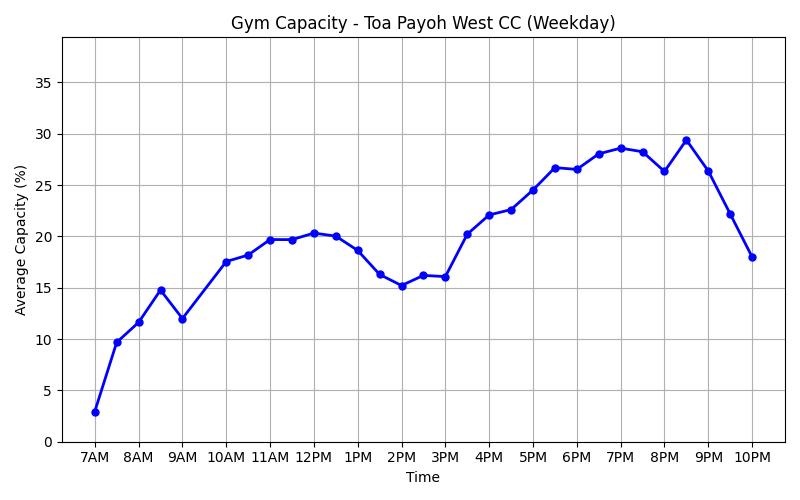 Gym Capacity - Toa Payoh West CC (Weekday)
Average Capacity (%)
35
30
25
20
15
10
5
0
7AM 8AM 9AM 10AM 11AM 12PM 1PM 2PM 3PM 4PM 5PM 6PM 7PM 8PM 9PM 10PM
Time